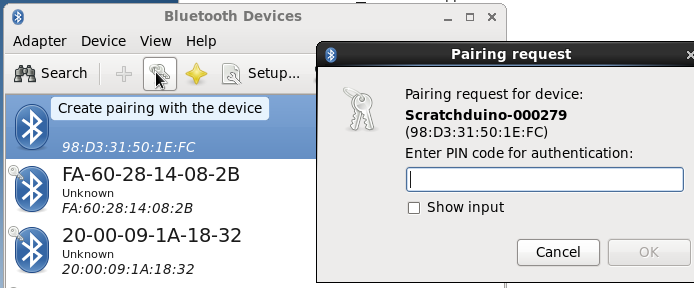 Bluetooth Devices
Adapter Device View Help
Search Setup...
Create pairing with the device
98:D3:31:50:1E:FC
FA-60-28-14-08-2B
Unknown
FA:60:28:14:08:2B
20-00-09-1A-18-32
Unknown
20:00:09:1A:18:32
Pairing request
Pairing request for device:
Scratchduino-000279
(98:D3:31:50:1E:FC)
Enter PIN code for authentication:
Show input
Cancel OK